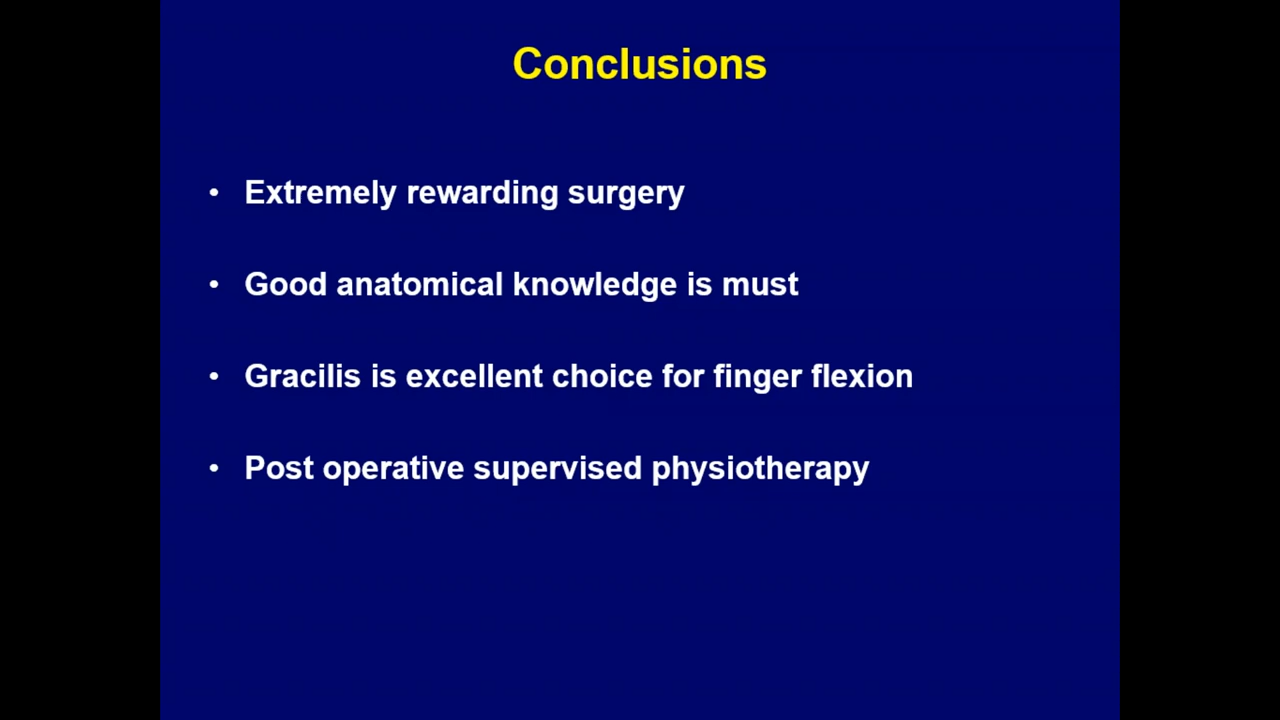 Conclusions
• Extremely rewarding surgery
• Good anatomical knowledge is must
• Gracilis is excellent choice for finger flexion
• Post operative supervised physiotherapy